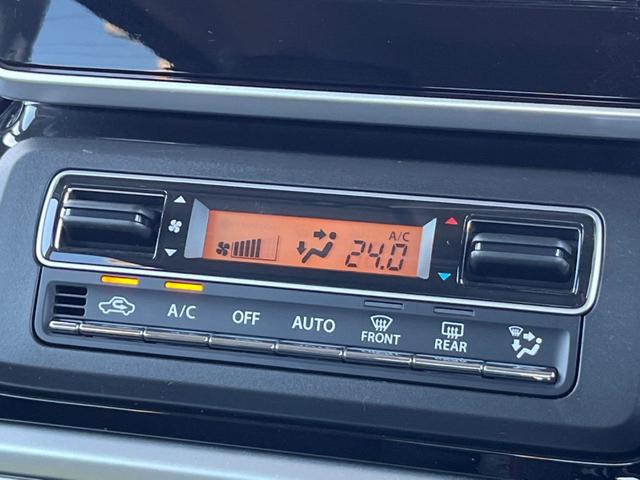 A/C
24.0
A/C OFF AUTO FRONT REAR